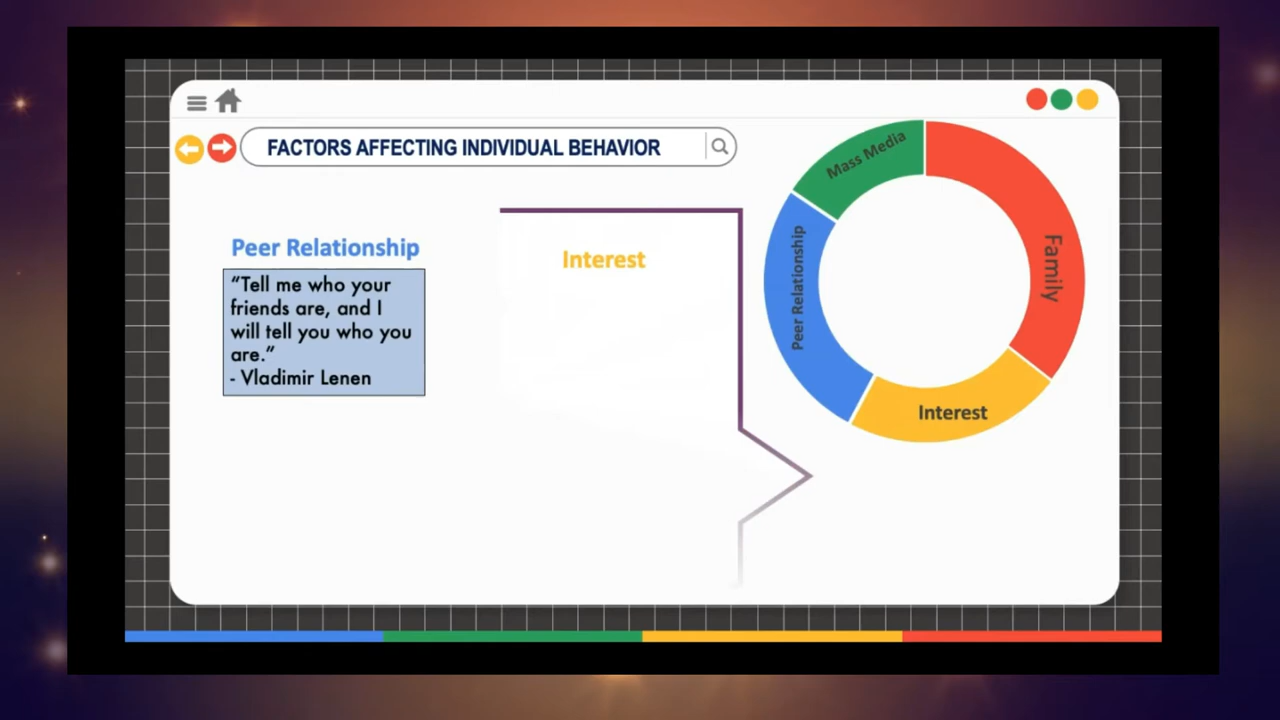 FACTORS AFFECTING INDIVIDUAL BEHAVIOR
Peer Relationship
“Tell me who your
friends are, and I
will tell you who you
are.”
- Vladimir Lenen
Interest
Mass Media
Family
Peer Relationship
Interest